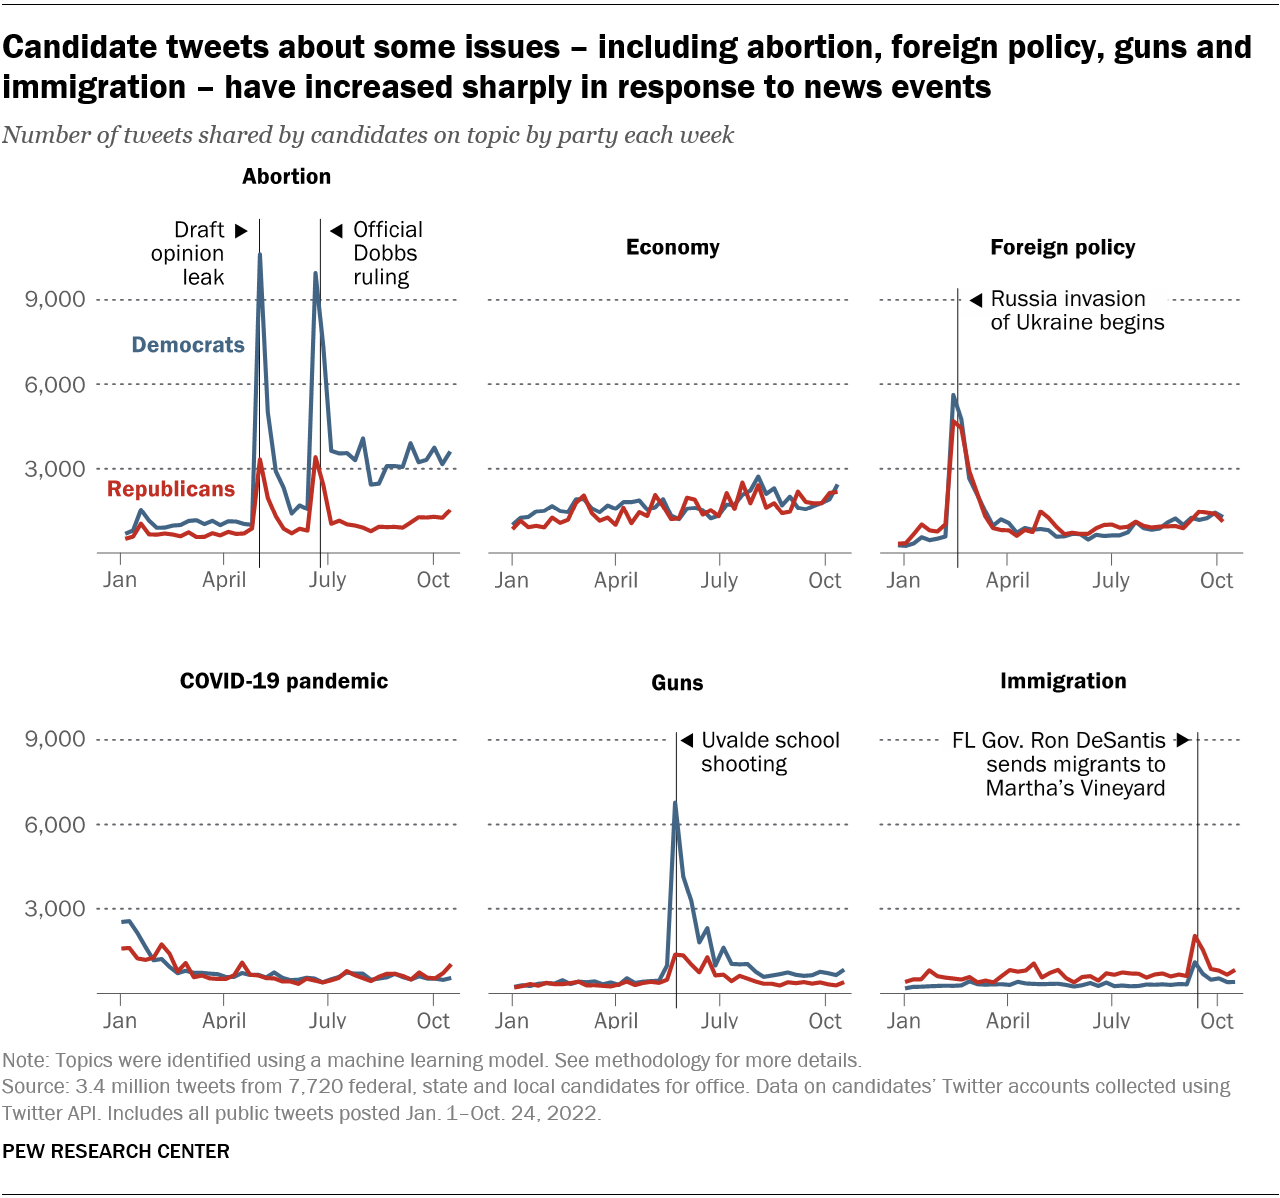 Candidate tweets about some issues – including abortion, foreign policy, guns and
immigration – have increased sharply in response to news events
Number of tweets shared by candidates on topic by party each week
Abortion
Draft
opinion
leak
Official
Dobbs
ruling
9,000
Democrats
6,000
3,000
Republicans
Jan
April
July
Oct
Economy
Jan
April
July
Oct
Foreign policy
Russia invasion
of Ukraine begins
Jan
April
July
Oct
COVID-19 pandemic
9,000
6,000
3,000
Jan
April
July
Oct
Guns
Uvalde school
shooting
Jan
April
July
Oct
Immigration
FL Gov. Ron DeSantis
sends migrants to
Martha's Vineyard
Jan
April
July
Oct
Note: Topics were identified using a machine learning model. See methodology for more details.
Source: 3.4 million tweets from 7,720 federal, state and local candidates for office. Data on candidates' Twitter accounts collected using
Twitter API. Includes all public tweets posted Jan. 1–Oct. 24, 2022.
PEW RESEARCH CENTER